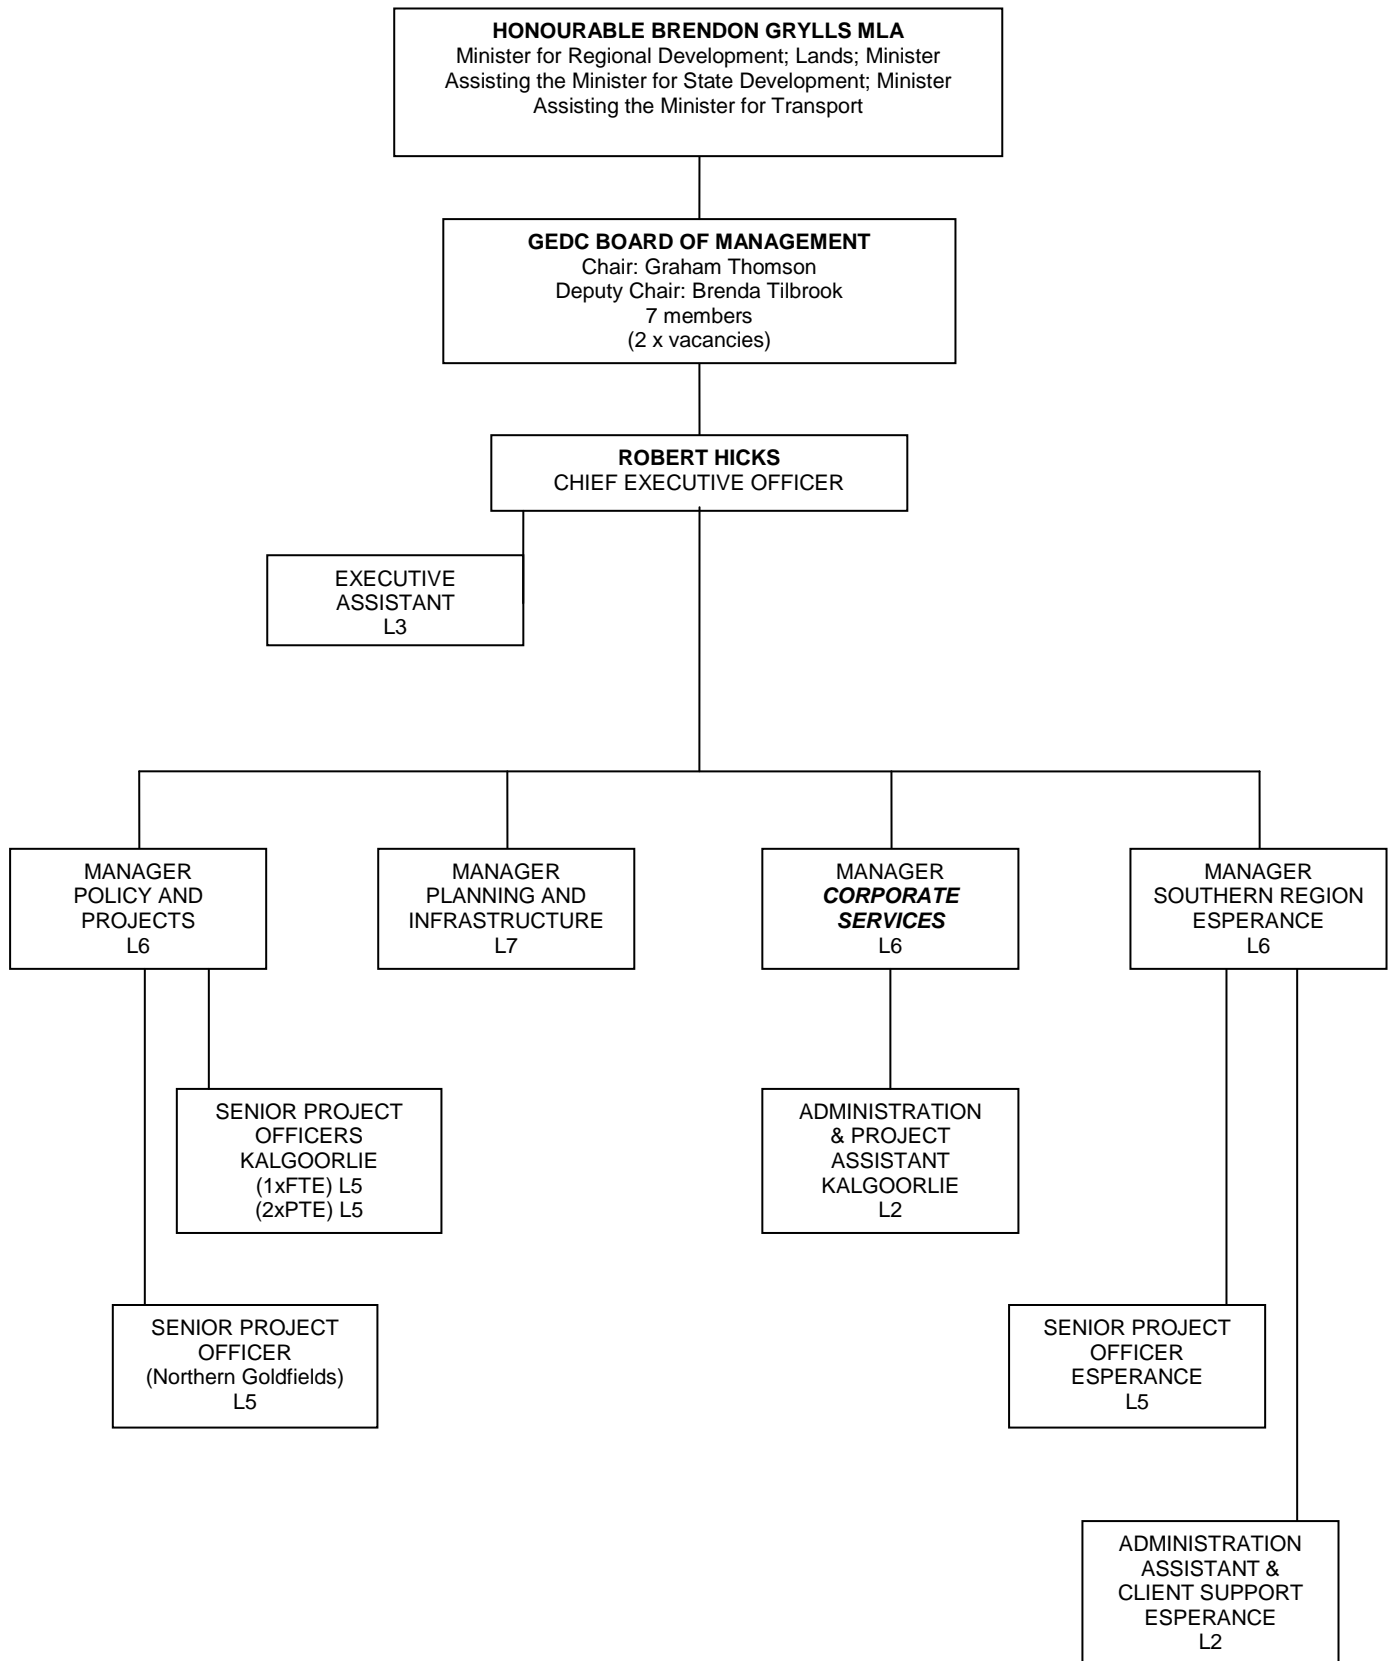 HONOURABLE BRENDON GRYLLS MLA
Minister for Regional Development; Lands; Minister
Assisting the Minister for State Development; Minister
Assisting the Minister for Transport
GEDC BOARD OF MANAGEMENT
Chair: Graham Thomson
Deputy Chair: Brenda Tilbrook
7 members
(2 x vacancies)
ROBERT HICKS
CHIEF EXECUTIVE OFFICER
EXECUTIVE
ASSISTANT
L3
MANAGER
POLICY AND
PROJECTS
L6
MANAGER
PLANNING AND
INFRASTRUCTURE
L7
MANAGER
CORPORATE
SERVICES
L6
MANAGER
SOUTHERN REGION
ESPERANCE
L6
SENIOR PROJECT
OFFICERS
KALGOORLIE
(1xFTE) L5
(2xPTE) L5
ADMINISTRATION
& PROJECT
ASSISTANT
KALGOORLIE
L2
SENIOR PROJECT
OFFICER
(Northern Goldfields)
L5
SENIOR PROJECT
OFFICER
ESPERANCE
L5
ADMINISTRATION
ASSISTANT &
CLIENT SUPPORT
ESPERANCE
L2